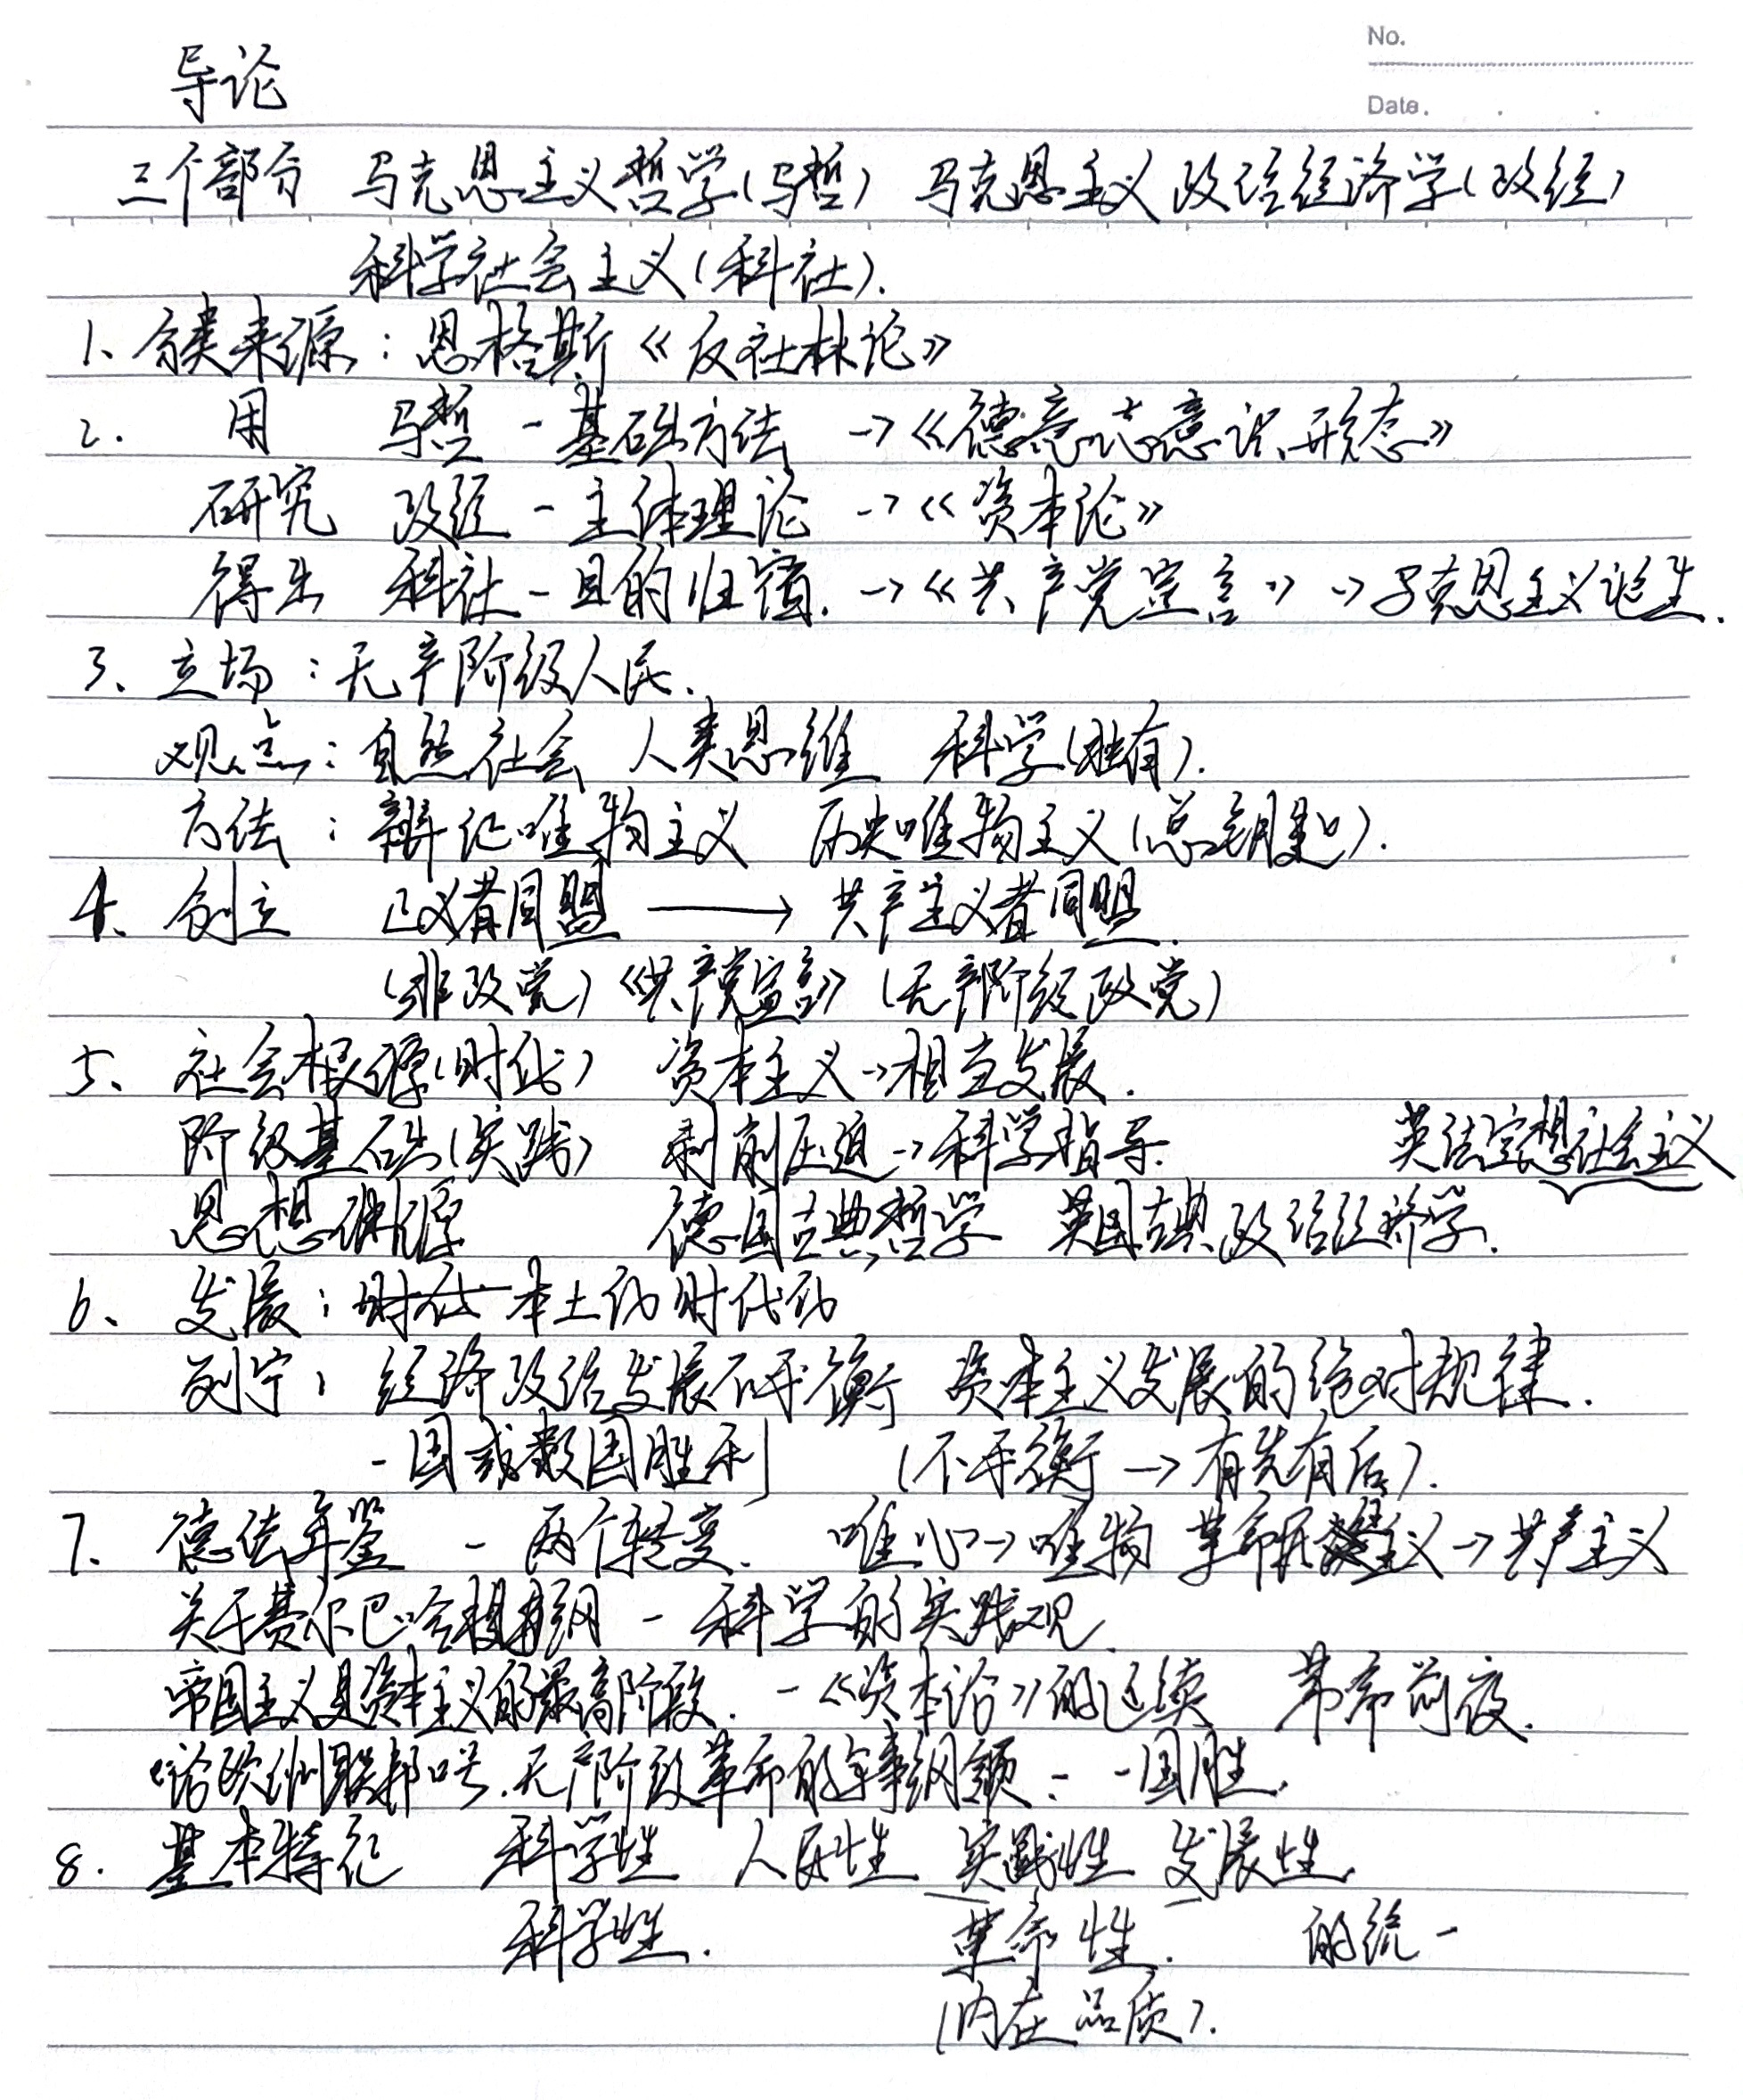 No.
导论
Date.
三个部分 马克思主义哲学(马哲) 马克思主义政治经济学(政经)
科学社会主义(科社).
1、分类来源：恩格斯《反社林论》
2. 用 马哲 - 基础方法 →《德意志意识形态》
研究 政经 - 主体理论 →《资本论》
得出 科社 - 目的归宿. →《共产党宣言》→马克思主义诞生.
3、立场：无产阶级人民.
观点：自然社会 人类思维 科学(独有).
方法：辩证唯物主义 历史唯物主义(总钥匙).
4、创立 正义者同盟 → 共产主义者同盟.
(非政党)《共产党宣言》(无产阶级政党)
5、社会根源(时代) 资本主义→相当发展.
阶级基础(实践) 剥削压迫→科学指导. 英法空想社会主义
思想渊源 德国古典哲学 英国古典政治经济学.
6、发展：时代 本土化 时代化
列宁：经济政治发展不平衡 资本主义发展的绝对规律.
一国或数国胜利 (不平衡→有先有后).
7、德法年鉴 - 两个转变. 唯心→唯物 革命民主主义→共产主义
关于费尔巴哈提纲 - 科学的实践观.
帝国主义是资本主义的最高阶段. -《资本论》的延续 革命前夜.
论欧洲联邦口号.无产阶级革命的军事纲领 - 一国胜.
8. 基本特征 科学性 人民性 实践性 发展性.
科学性. 革命性. 的统一
(内在品质).